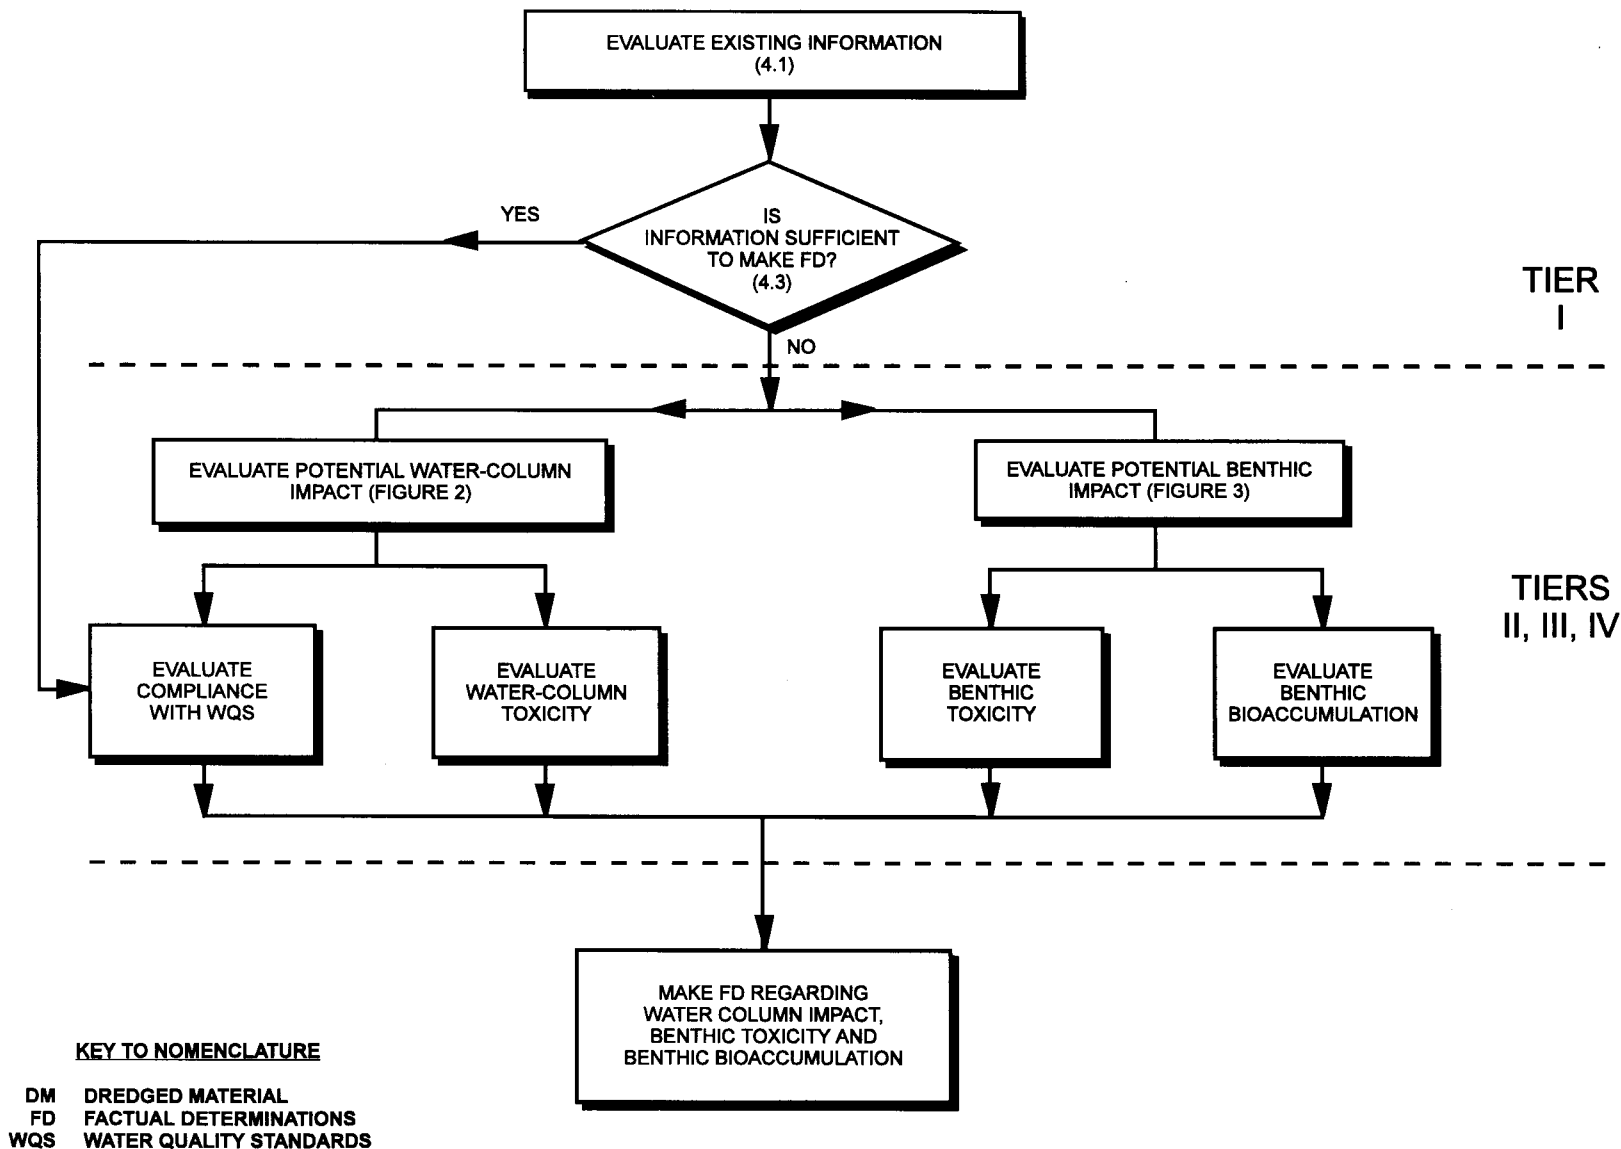 EVALUATE EXISTING INFORMATION
(4.1)
YES
IS
INFORMATION SUFFICIENT
TO MAKE FD?
(4.3)
TIER
I
NO
EVALUATE POTENTIAL WATER-COLUMN
IMPACT (FIGURE 2)
EVALUATE POTENTIAL BENTHIC
IMPACT (FIGURE 3)
TIERS
II, III, IV
EVALUATE
COMPLIANCE
WITH WQS
EVALUATE
WATER-COLUMN
TOXICITY
EVALUATE
BENTHIC
TOXICITY
EVALUATE
BENTHIC
BIOACCUMULATION
MAKE FD REGARDING
WATER COLUMN IMPACT,
BENTHIC TOXICITY AND
BENTHIC BIOACCUMULATION
KEY TO NOMENCLATURE
DM DREDGED MATERIAL
FD FACTUAL DETERMINATIONS
WQS WATER QUALITY STANDARDS